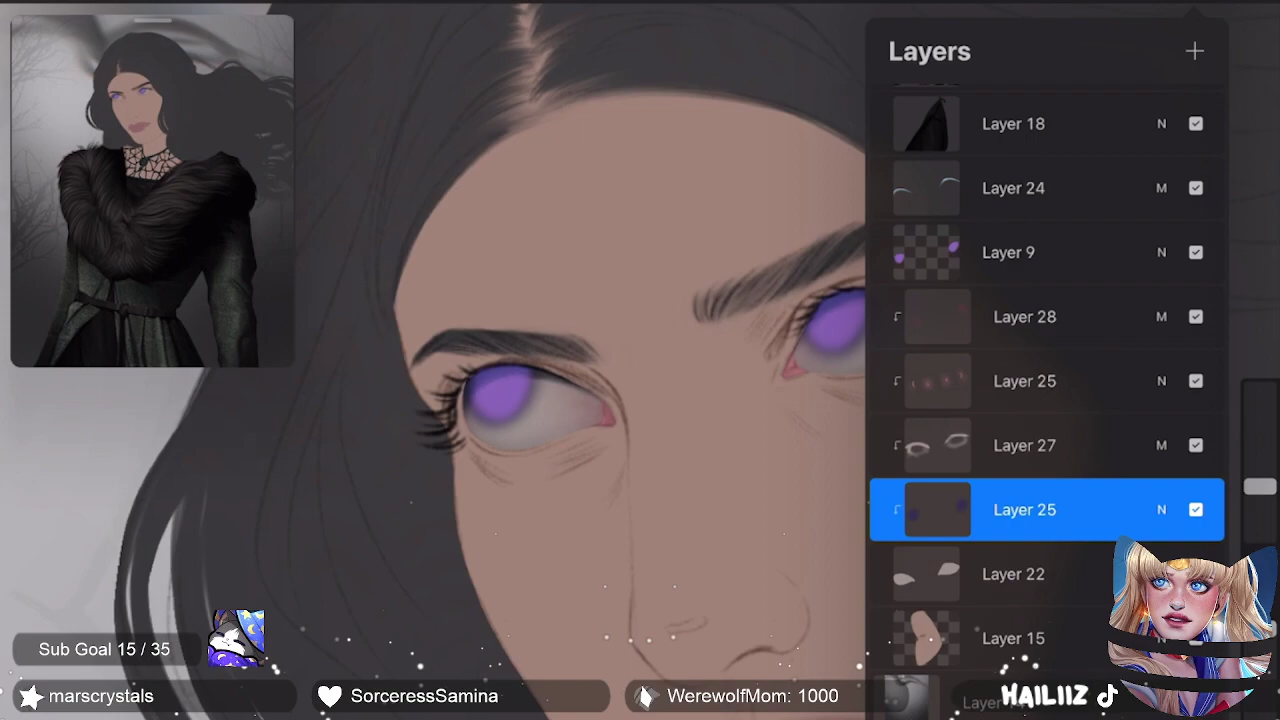 Layers
Layer 18 N
Layer 24 M
Layer 9 N
Layer 28 M
Layer 25 N
Layer 27 M
Layer 25 N
Layer 22
Layer 15
Sub Goal 15 / 35
marscrystals
SorceressSamina
WerewolfMom: 1000
HAILIIZ